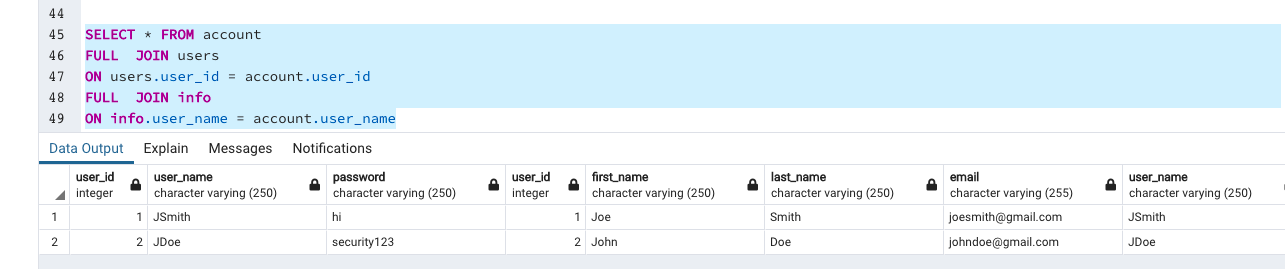 44
45 SELECT * FROM account
46 FULL  JOIN users
47 ON users.user_id = account.user_id
48 FULL  JOIN info
49 ON info.user_name = account.user_name
Data Output Explain Messages Notifications
user_id user_name password user_id first_name last_name email user_name
integer character varying (250) character varying (250) integer character varying (250) character varying (250) character varying (255) character varying (250)
1 1 JSmith hi 1 Joe Smith joesmith@gmail.com JSmith
2 2 JDoe security123 2 John Doe johndoe@gmail.com JDoe